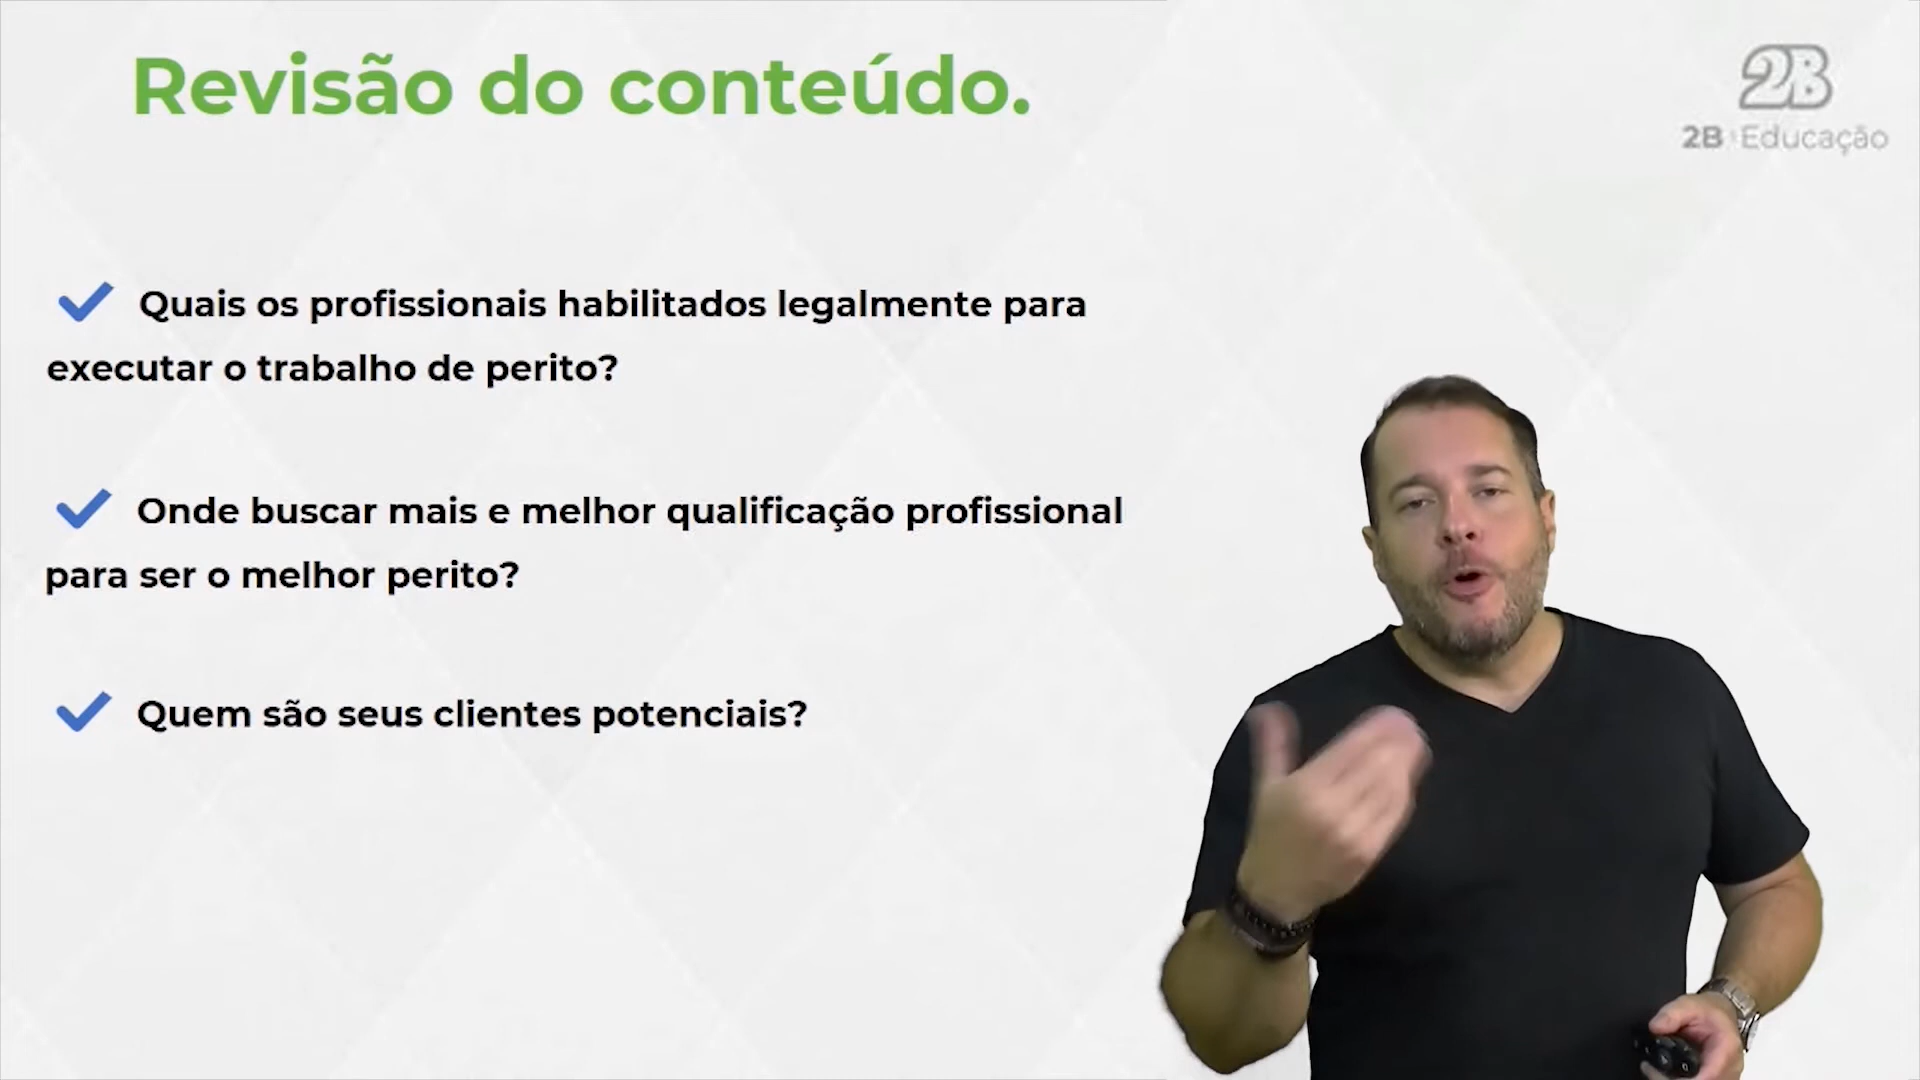 Revisão do conteúdo.
2B
2B Educação
Quais os profissionais habilitados legalmente para
executar o trabalho de perito?
Onde buscar mais e melhor qualificação profissional
para ser o melhor perito?
Quem são seus clientes potenciais?